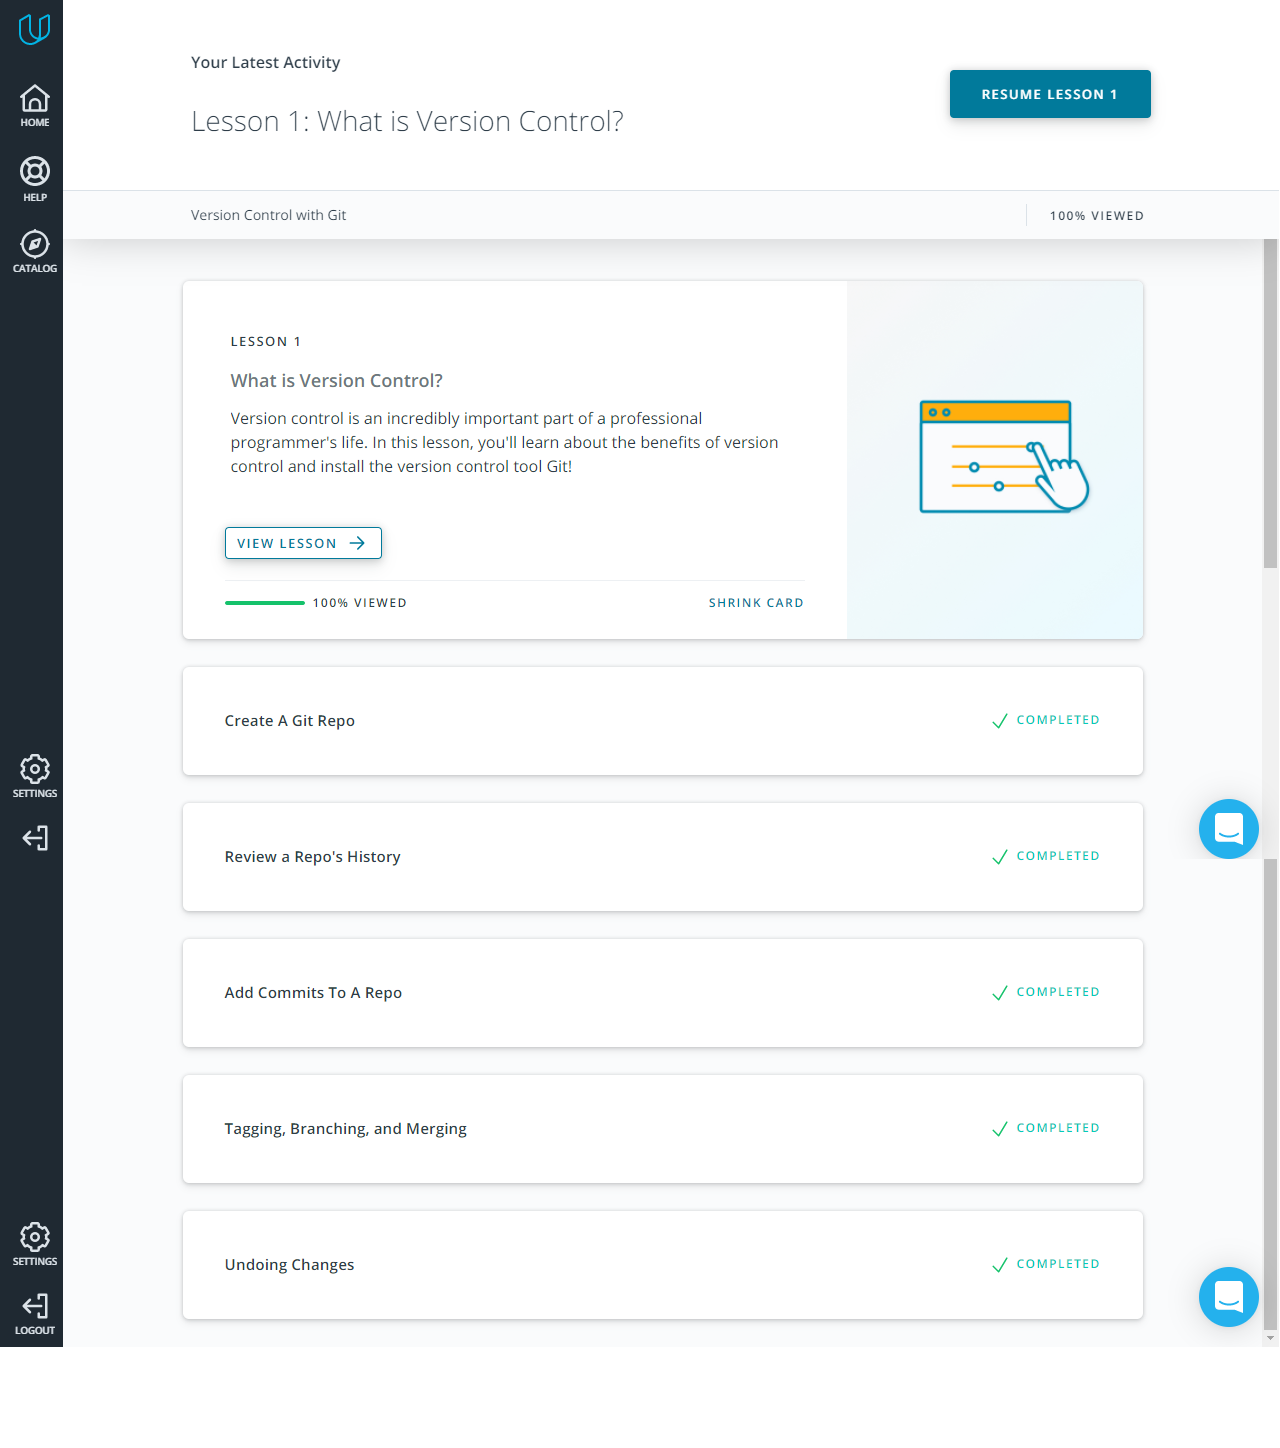 Your Latest Activity
RESUME LESSON 1
Lesson 1: What is Version Control?
HOME
HELP
CATALOG
Version Control with Git
100% VIEWED
LESSON 1
What is Version Control?
Version control is an incredibly important part of a professional
programmer's life. In this lesson, you'll learn about the benefits of version
control and install the version control tool Git!
VIEW LESSON
100% VIEWED
SHRINK CARD
Create A Git Repo
COMPLETED
SETTINGS
Review a Repo's History
COMPLETED
Add Commits To A Repo
COMPLETED
Tagging, Branching, and Merging
COMPLETED
Undoing Changes
COMPLETED
SETTINGS
LOGOUT